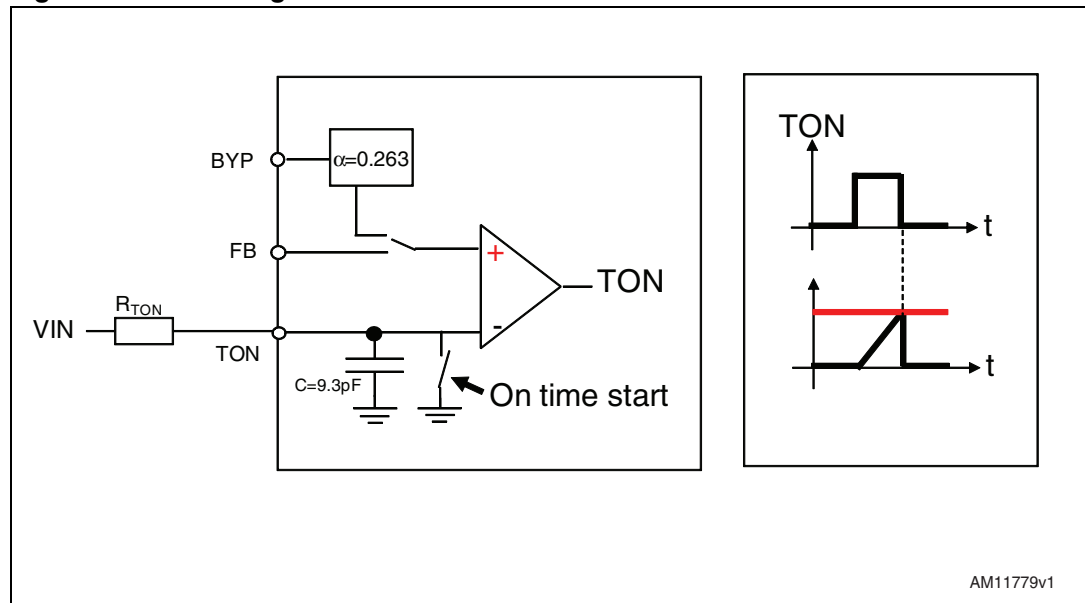 BYP
α=0.263
FB
+
TON
-
VIN
RTON
TON
C=9.3pF
On time start
TON
t
t
AM11779v1